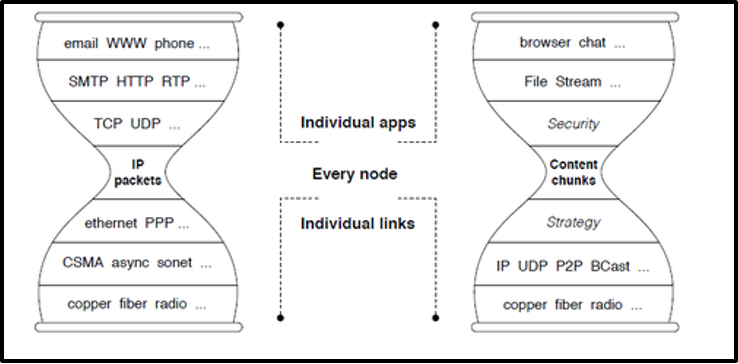 email WWW phone ...
SMTP HTTP RTP ...
TCP UDP ...
IP
packets
ethernet PPP ...
CSMA async sonet ...
copper fiber radio ...
Individual apps
Every node
Individual links
browser chat ...
File Stream ...
Security
Content
chunks
Strategy
IP UDP P2P BCast ...
copper fiber radio ...